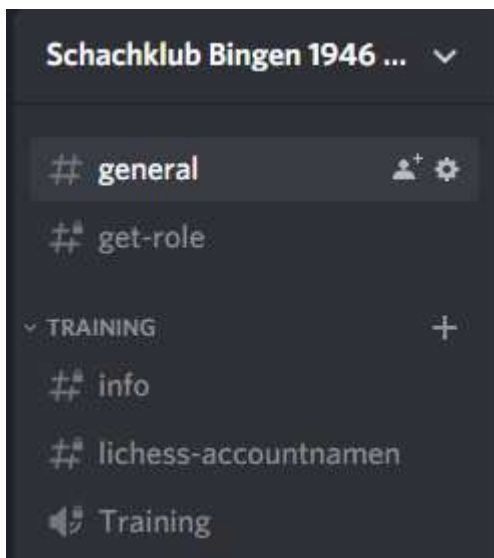 Schachklub Bingen 1946 ...
general
get-role
TRAINING
info
lichess-accountnamen
Training